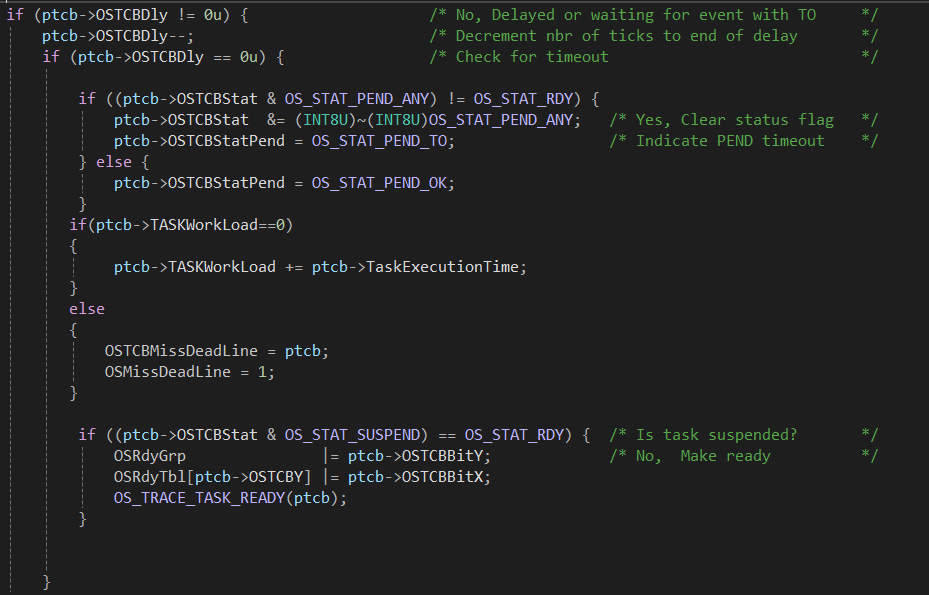 if (ptcb->OSTCBDly != 0u) {                    /* No, Delayed or waiting for event with TO     */
    ptcb->OSTCBDly--;                          /* Decrement nbr of ticks to end of delay       */
    if (ptcb->OSTCBDly == 0u) {                /* Check for timeout                            */
        if ((ptcb->OSTCBStat & OS_STAT_PEND_ANY) != OS_STAT_RDY) {
            ptcb->OSTCBStat  &= (INT8U)~(INT8U)OS_STAT_PEND_ANY;   /* Yes, Clear status flag   */
            ptcb->OSTCBStatPend = OS_STAT_PEND_TO;                 /* Indicate PEND timeout    */
        } else {
            ptcb->OSTCBStatPend = OS_STAT_PEND_OK;
        }
       if(ptcb->TASKWorkLoad==0)
       {
            ptcb->TASKWorkLoad += ptcb->TaskExecutionTime;
       }
       else
       {
           OSTCBMissDeadLine = ptcb;
           OSMissDeadLine = 1;
       }
        if ((ptcb->OSTCBStat & OS_STAT_SUSPEND) == OS_STAT_RDY) {  /* Is task suspended?       */
            OSRdyGrp               |= ptcb->OSTCBBitY;             /* No,  Make ready          */
            OSRdyTbl[ptcb->OSTCBY] |= ptcb->OSTCBBitX;
            OS_TRACE_TASK_READY(ptcb);
        }
    }